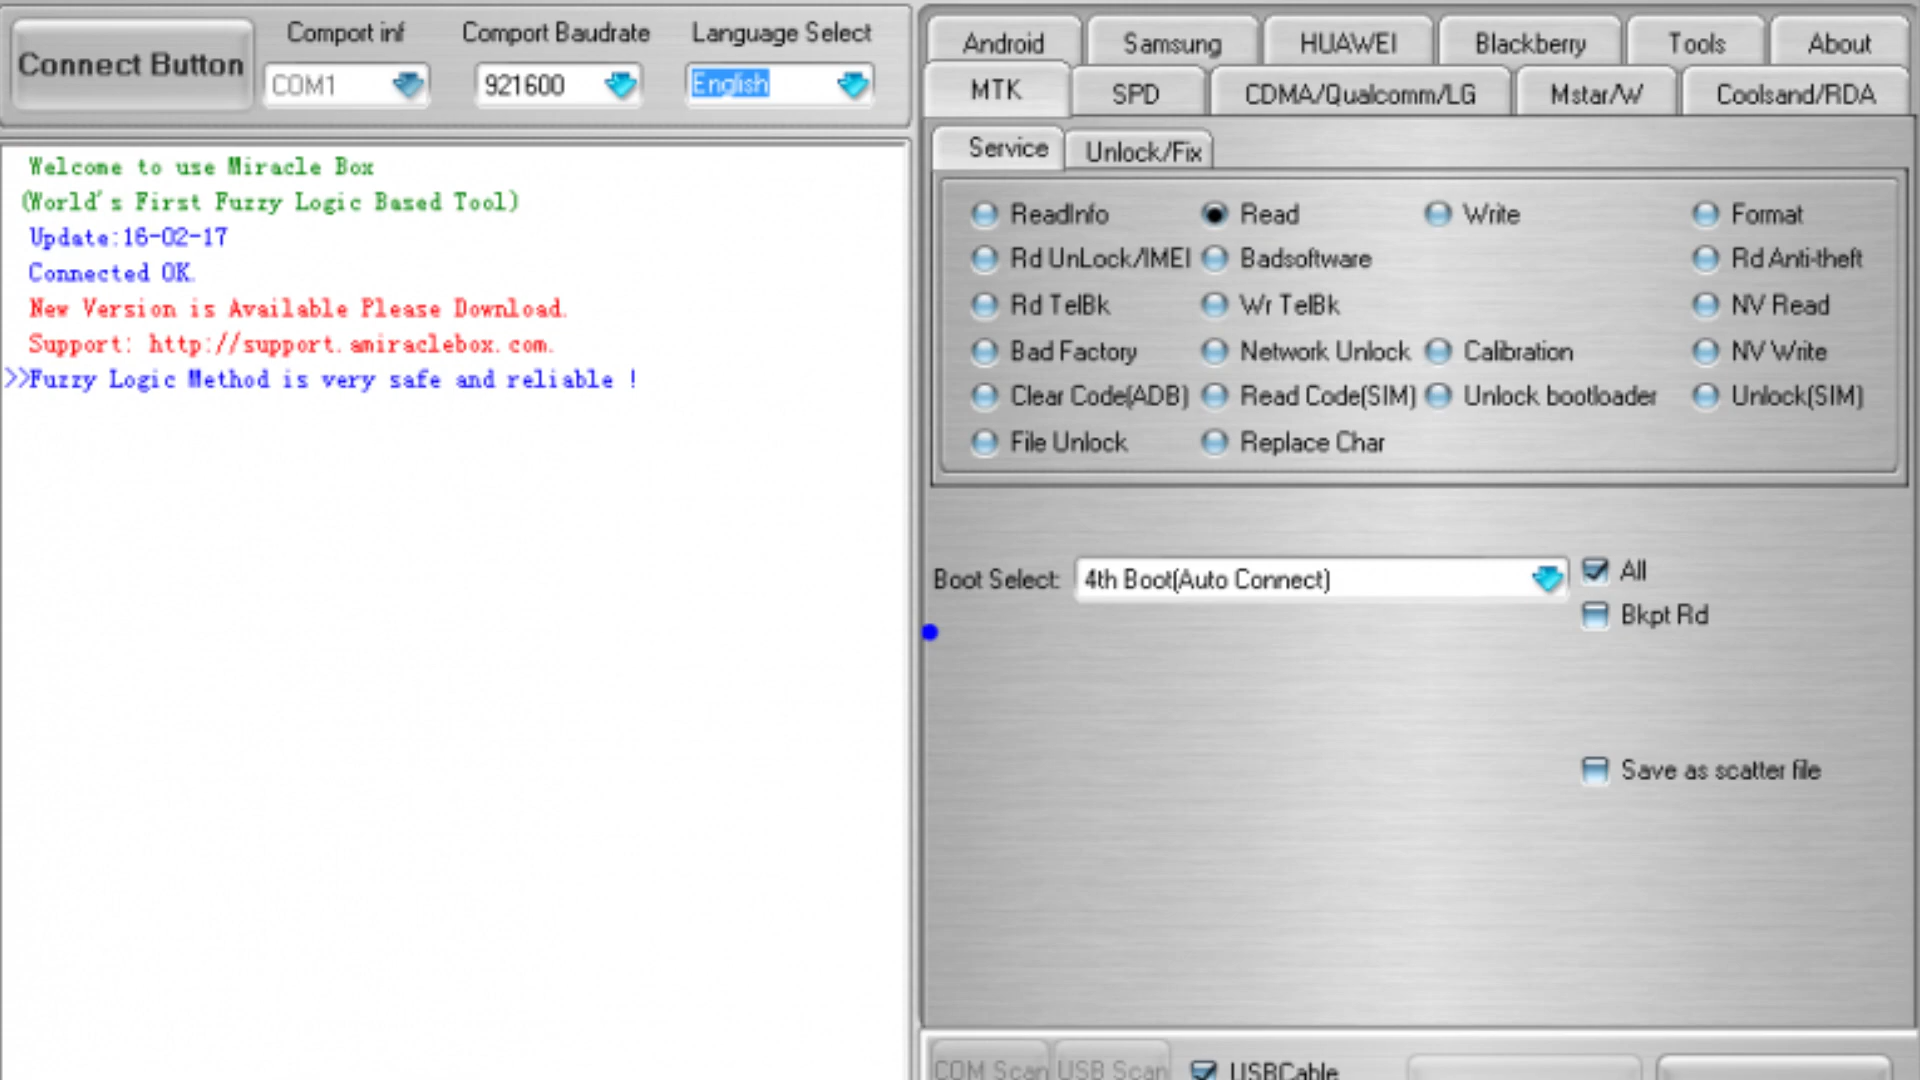 Connect Button
Comport inf
Comport Baudrate
Language Select
COM1
921600
English
Welcome to use Miracle Box
(World's First Fuzzy Logic Based Tool)
Update:16-02-17
Connected OK.
New Version is Available Please Download.
Support: http://support.amiraclebox.com.
>>Fuzzy Logic Method is very safe and reliable !
Android Samsung HUAWEI Blackberry Tools About
MTK SPD CDMA/Qualcomm/LG Mstar/W Coolsand/RDA
Service Unlock/Fix
ReadInfo Read Write Format
Rd UnLock/IMEI Badsoftware Rd Anti-theft
Rd TelBk Wr TelBk NV Read
Bad Factory Network Unlock Calibration NV Write
Clear Code(ADB) Read Code(SIM) Unlock bootloader Unlock(SIM)
File Unlock Replace Char
Boot Select: 4th Boot(Auto Connect) All
Bkpt Rd
Save as scatter file
COM Scan USB Scan USBCable